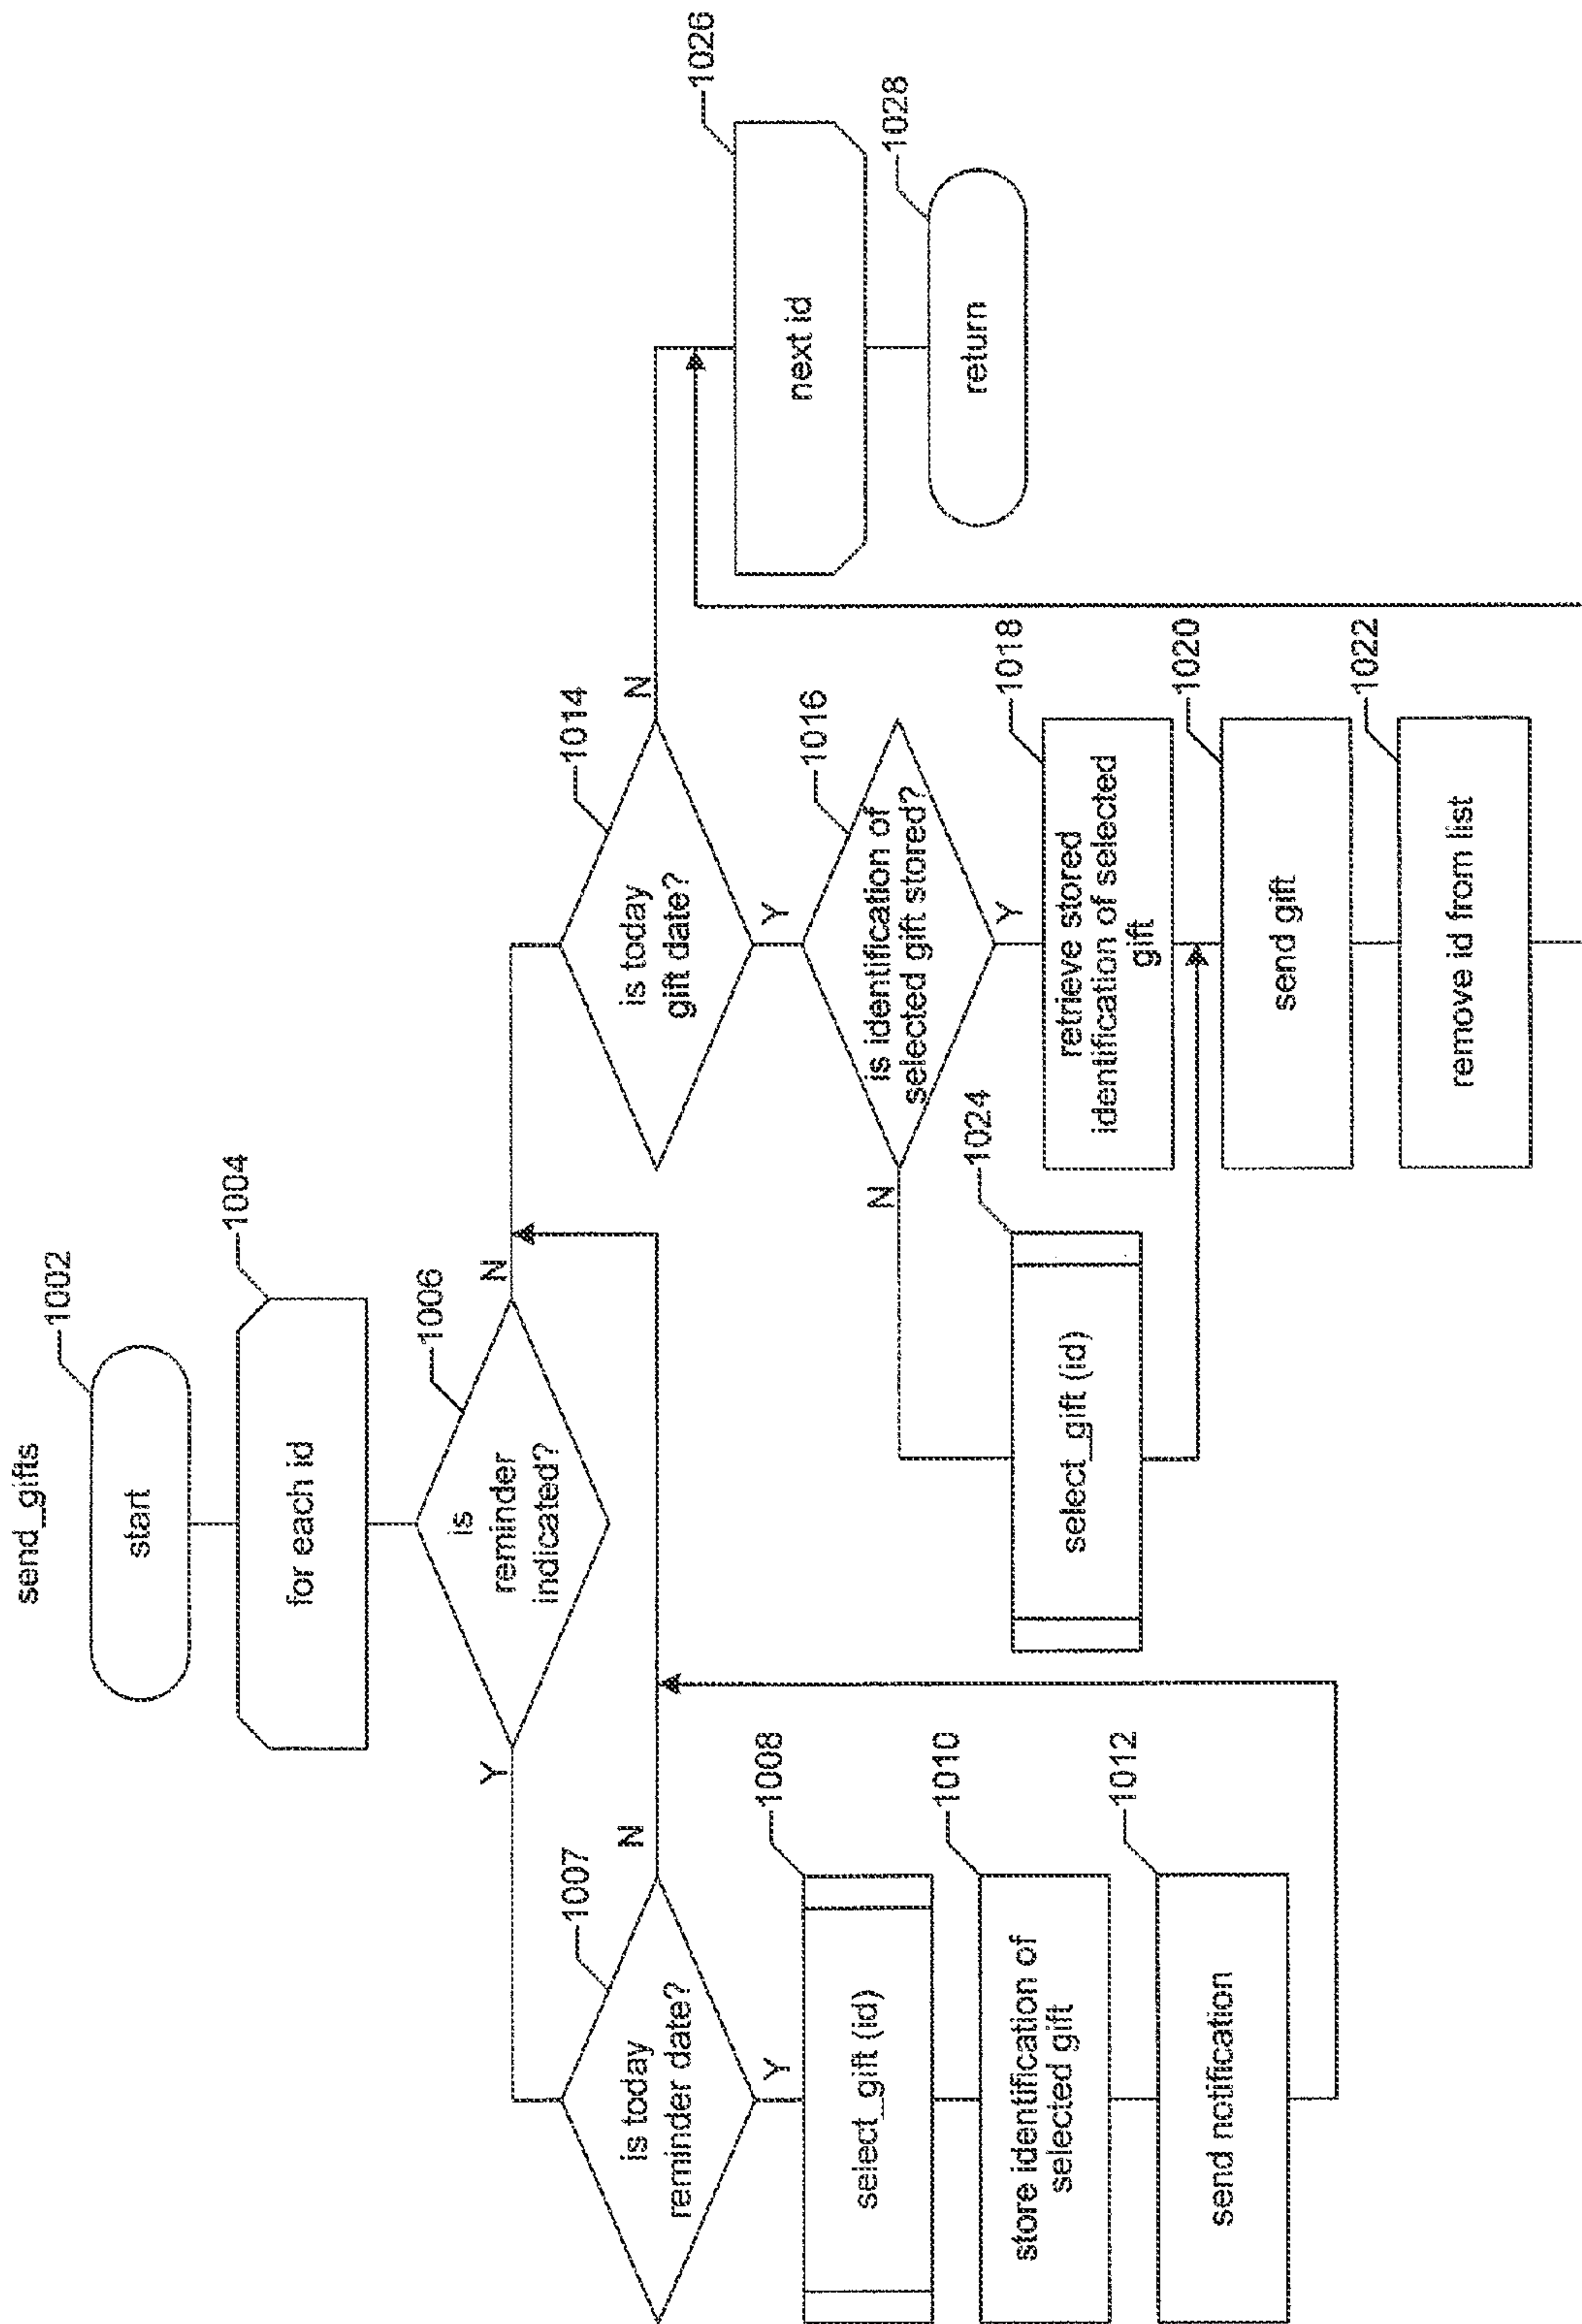 send_gifts
1002
start
1004
for each id
1006
is
reminder
indicated?
Y
N
1007
is today
reminder date?
N
Y
1008
select_gift (id)
1010
store identification of
selected gift
1012
send notification
1014
is today
gift date?
N
Y
1016
is identification of
selected gift stored?
N
Y
1024
select_gift (id)
1018
retrieve stored
identification of selected
gift
1020
send gift
1022
remove id from list
1026
next id
1028
return